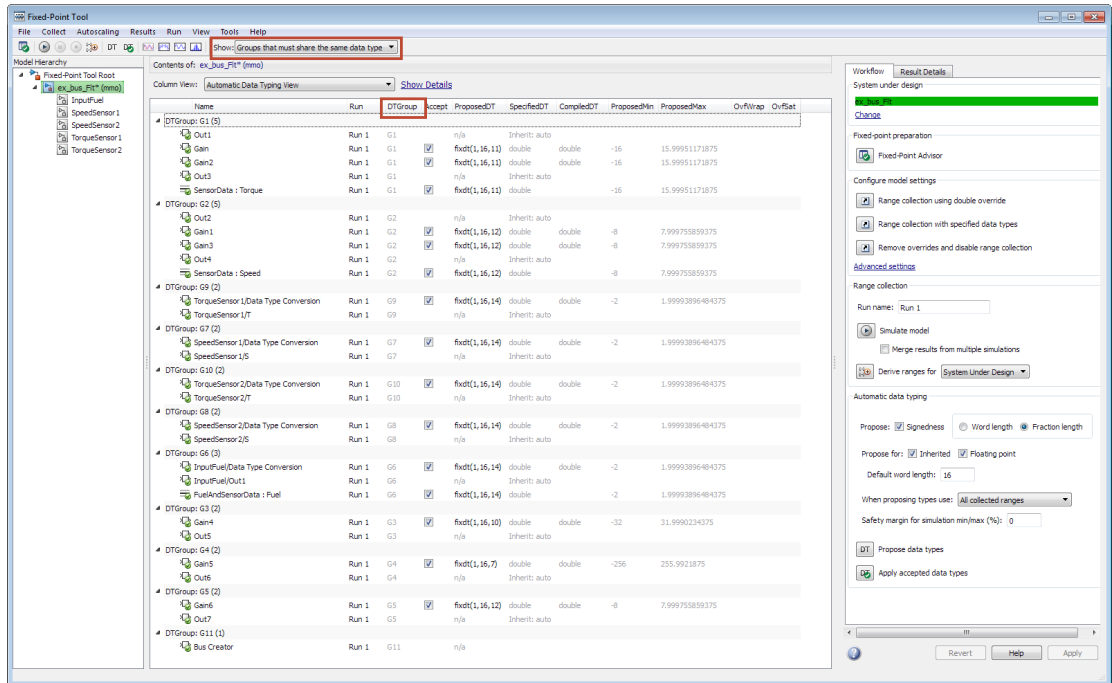 Fixed-Point Tool
File Collect Autoscaling Results Run View Tools Help
DT Show: Groups that must share the same data type
Model Hierarchy
Fixed-Point Tool Root
ex_bus_Flt* (mmo)
InputFuel
SpeedSensor1
SpeedSensor2
TorqueSensor1
TorqueSensor2
Contents of: ex_bus_Flt* (mmo)
Column View: Automatic Data Typing View Show Details
Name Run DTGroup Accept ProposedDT SpecifiedDT CompiledDT ProposedMin ProposedMax OvfWrap OvfSat
DTGroup: G1 (5)
Out1 Run 1 G1 n/a Inherit: auto
Gain Run 1 G1 fixdt(1,16,11) double double -16 15.99951171875
Gain2 Run 1 G1 fixdt(1,16,11) double double -16 15.99951171875
Out3 Run 1 G1 n/a Inherit: auto
SensorData : Torque Run 1 G1 fixdt(1,16,11) double -16 15.99951171875
DTGroup: G2 (5)
Out2 Run 1 G2 n/a Inherit: auto
Gain1 Run 1 G2 fixdt(1,16,12) double double -8 7.999755859375
Gain3 Run 1 G2 fixdt(1,16,12) double double -8 7.999755859375
Out4 Run 1 G2 n/a Inherit: auto
SensorData : Speed Run 1 G2 fixdt(1,16,12) double -8 7.999755859375
DTGroup: G9 (2)
TorqueSensor1/Data Type Conversion Run 1 G9 fixdt(1,16,14) double double -2 1.99993896484375
TorqueSensor1/T Run 1 G9 n/a Inherit: auto
DTGroup: G7 (2)
SpeedSensor1/Data Type Conversion Run 1 G7 fixdt(1,16,14) double double -2 1.99993896484375
SpeedSensor1/S Run 1 G7 n/a Inherit: auto
DTGroup: G10 (2)
TorqueSensor2/Data Type Conversion Run 1 G10 fixdt(1,16,14) double double -2 1.99993896484375
TorqueSensor2/T Run 1 G10 n/a Inherit: auto
DTGroup: G8 (2)
SpeedSensor2/Data Type Conversion Run 1 G8 fixdt(1,16,14) double double -2 1.99993896484375
SpeedSensor2/S Run 1 G8 n/a Inherit: auto
DTGroup: G6 (3)
InputFuel/Data Type Conversion Run 1 G6 fixdt(1,16,14) double double -2 1.99993896484375
InputFuel/Out1 Run 1 G6 n/a Inherit: auto
FuelAndSensorData : Fuel Run 1 G6 fixdt(1,16,14) double -2 1.99993896484375
DTGroup: G3 (2)
Gain4 Run 1 G3 fixdt(1,16,10) double double -32 31.9990234375
Out5 Run 1 G3 n/a Inherit: auto
DTGroup: G4 (2)
Gain5 Run 1 G4 fixdt(1,16,7) double double -256 255.9921875
Out6 Run 1 G4 n/a Inherit: auto
DTGroup: G5 (2)
Gain6 Run 1 G5 fixdt(1,16,12) double double -8 7.999755859375
Out7 Run 1 G5 n/a Inherit: auto
DTGroup: G11 (1)
Bus Creator Run 1 G11 n/a
Workflow Result Details
System under design
ex_bus_Flt
Change
Fixed-point preparation
Fixed-Point Advisor
Configure model settings
Range collection using double override
Range collection with specified data types
Remove overrides and disable range collection
Advanced settings
Range collection
Run name: Run 1
Simulate model
Merge results from multiple simulations
Derive ranges for System Under Design
Automatic data typing
Propose: Signedness Word length Fraction length
Propose for: Inherited Floating point
Default word length: 16
When proposing types use: All collected ranges
Safety margin for simulation min/max (%): 0
DT Propose data types
DT Apply accepted data types
Revert Help Apply